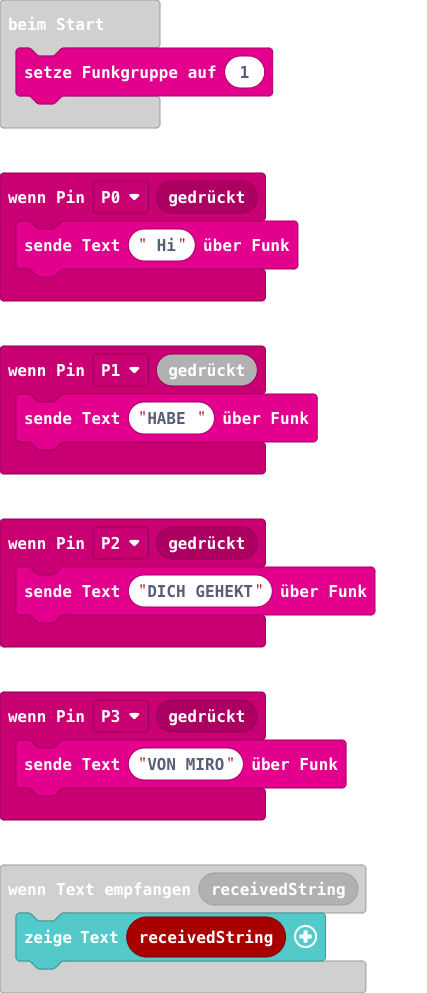 beim Start
setze Funkgruppe auf 1
wenn Pin P0 gedrückt
sende Text " Hi" über Funk
wenn Pin P1 gedrückt
sende Text "HABE " über Funk
wenn Pin P2 gedrückt
sende Text "DICH GEHEKT" über Funk
wenn Pin P3 gedrückt
sende Text "VON MIRO" über Funk
wenn Text empfangen receivedString
zeige Text receivedString